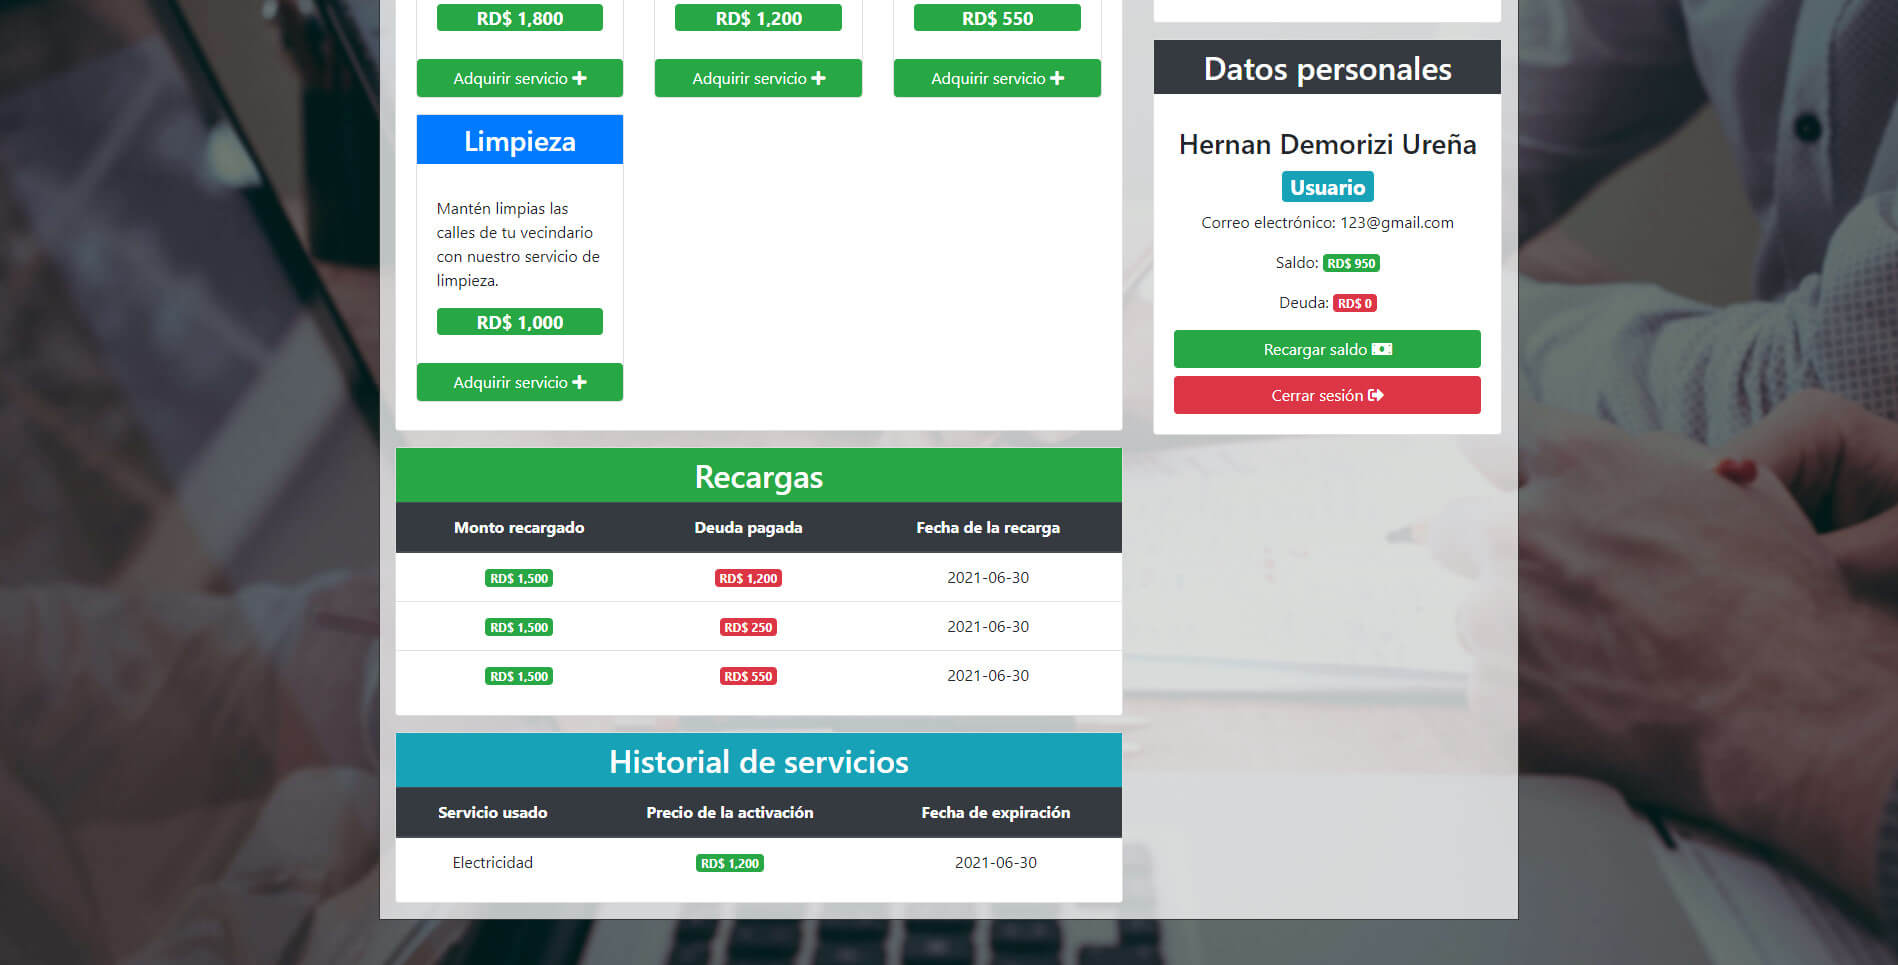 RD$ 1,800
RD$ 1,200
RD$ 550
Adquirir servicio
Adquirir servicio
Adquirir servicio
Limpieza
Mantén limpias las
calles de tu vecindario
con nuestro servicio de
limpieza.
RD$ 1,000
Adquirir servicio
Datos personales
Hernan Demorizi Ureña
Usuario
Correo electrónico: 123@gmail.com
Saldo: RD$ 950
Deuda: RD$ 0
Recargar saldo
Cerrar sesión
Recargas
Monto recargado Deuda pagada Fecha de la recarga
RD$ 1,500 RD$ 1,200 2021-06-30
RD$ 1,500 RD$ 250 2021-06-30
RD$ 1,500 RD$ 550 2021-06-30
Historial de servicios
Servicio usado Precio de la activación Fecha de expiración
Electricidad RD$ 1,200 2021-06-30